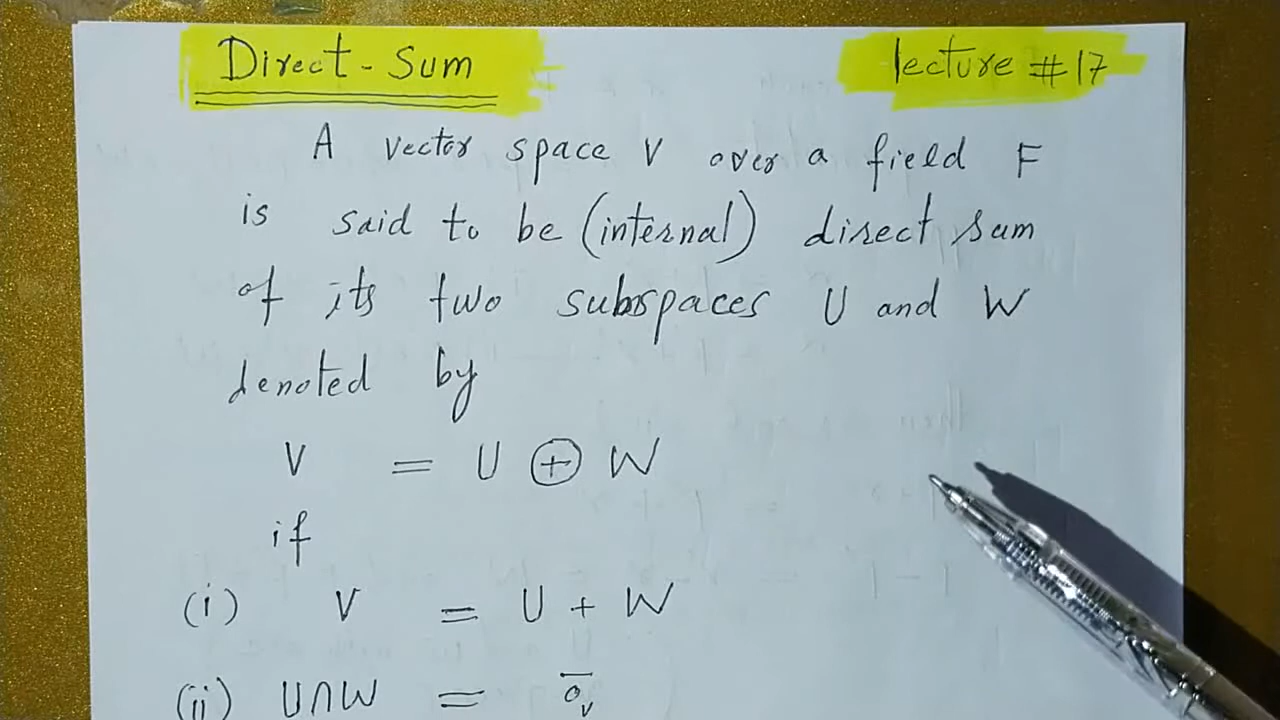 Direct - Sum
lecture # 17
A vector space V over a field F
is said to be (internal) direct sum
of its two subspaces U and W
denoted by
V = U ⊕ W
if
(i) V = U + W
(ii) U∩W = o̅ᵥ